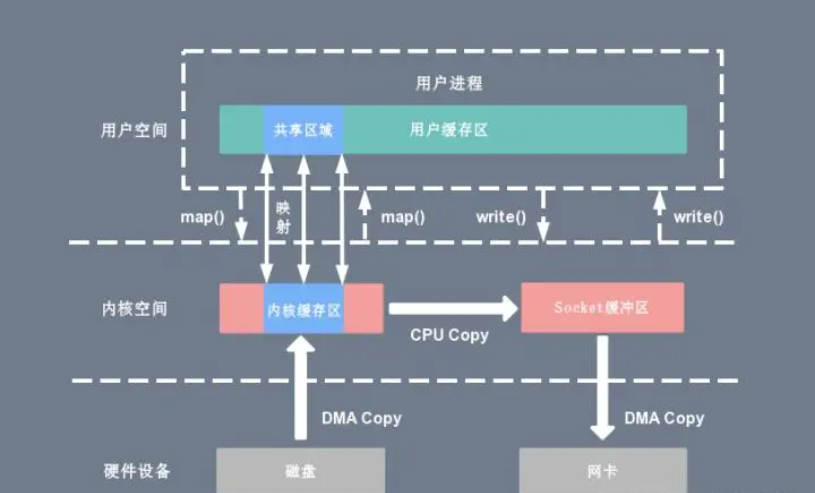 用户进程
用户空间
共享区域
用户缓存区
map()
映
射
map()
write()
write()
内核空间
内核缓存区
Socket缓冲区
CPU Copy
DMA Copy
DMA Copy
硬件设备
磁盘
网卡